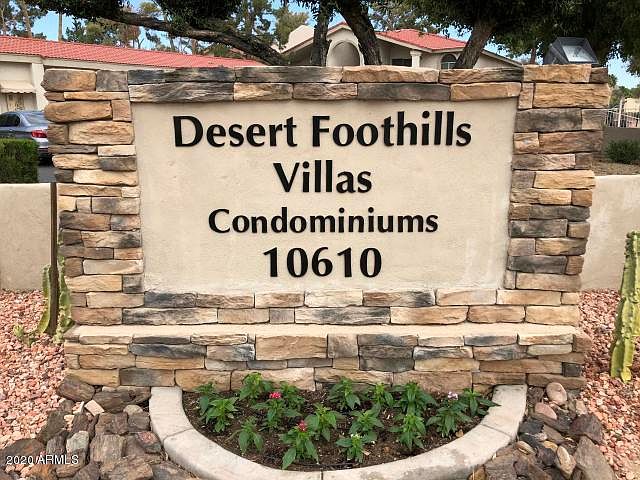 Desert Foothills
Villas
Condominiums
10610
2020 ARMLS